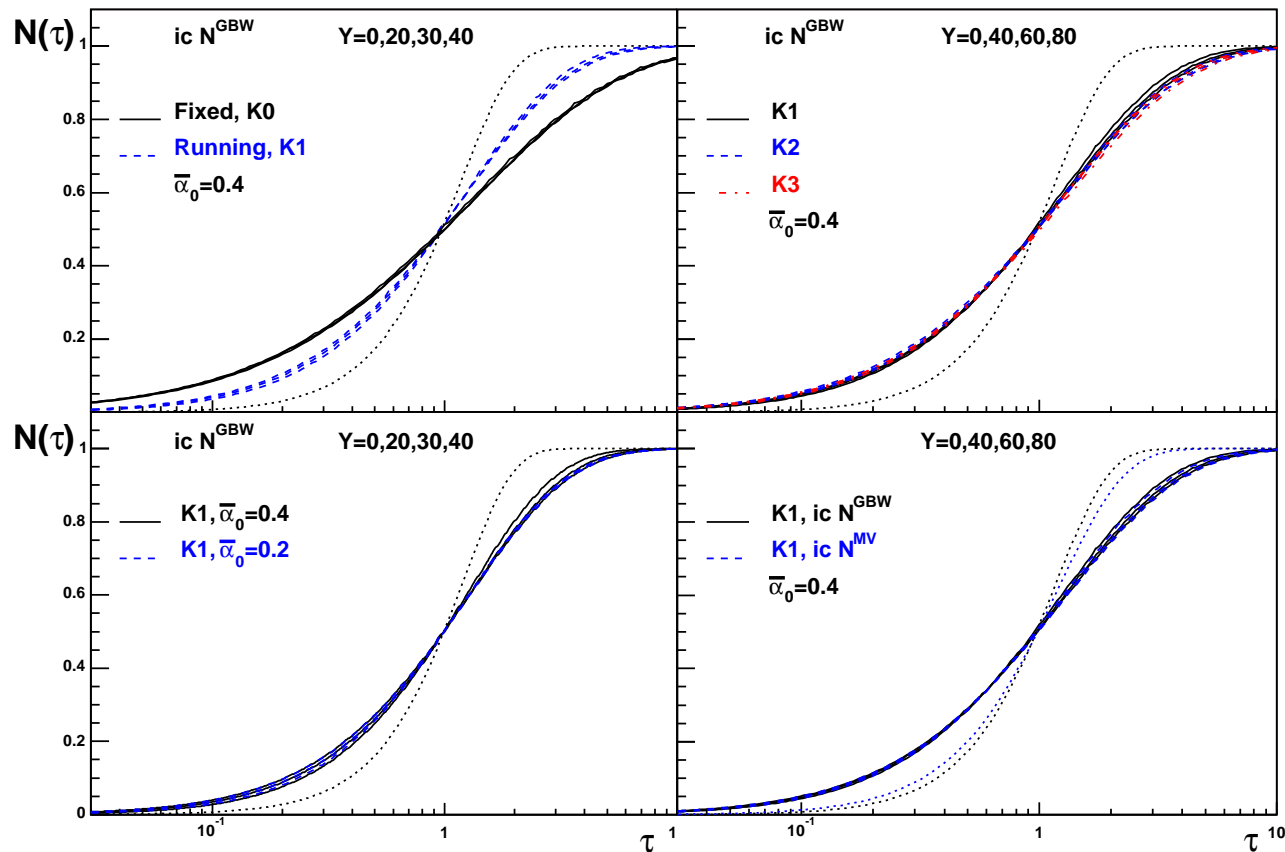 N(τ)
ic N^GBW Y=0,20,30,40
1
0.8
0.6
0.4
0.2
Fixed, K0
Running, K1
ᾱ₀=0.4
ic N^GBW Y=0,40,60,80
K1
K2
K3
ᾱ₀=0.4
N(τ)
ic N^GBW Y=0,20,30,40
1
0.8
0.6
0.4
0.2
0
K1, ᾱ₀=0.4
K1, ᾱ₀=0.2
10⁻¹ 1 τ 1
Y=0,40,60,80
K1, ic N^GBW
K1, ic N^MV
ᾱ₀=0.4
10⁻¹ 1 τ 10